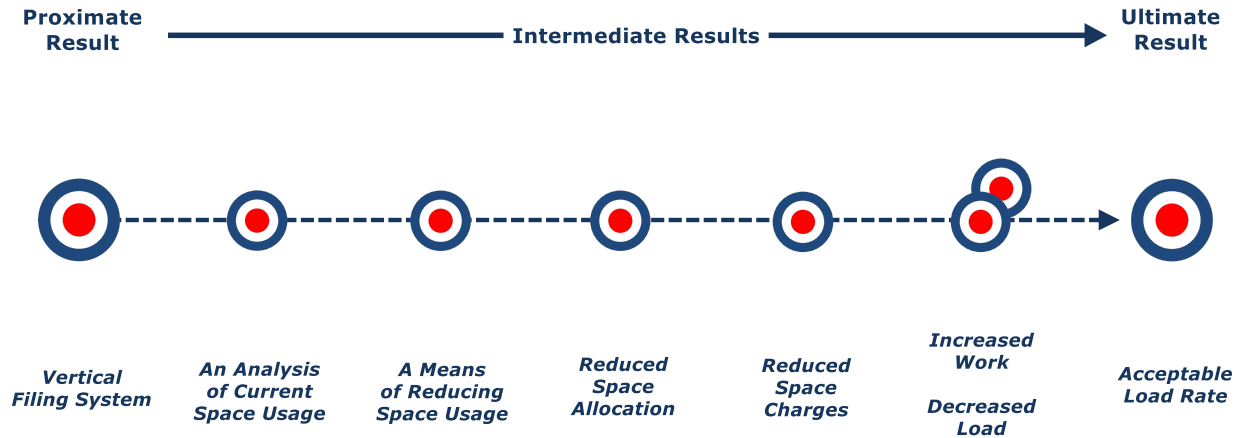 Proximate
Result
Intermediate Results
Ultimate
Result
Vertical
Filing System
An Analysis
of Current
Space Usage
A Means
of Reducing
Space Usage
Reduced
Space
Allocation
Reduced
Space
Charges
Increased
Work
Decreased
Load
Acceptable
Load Rate